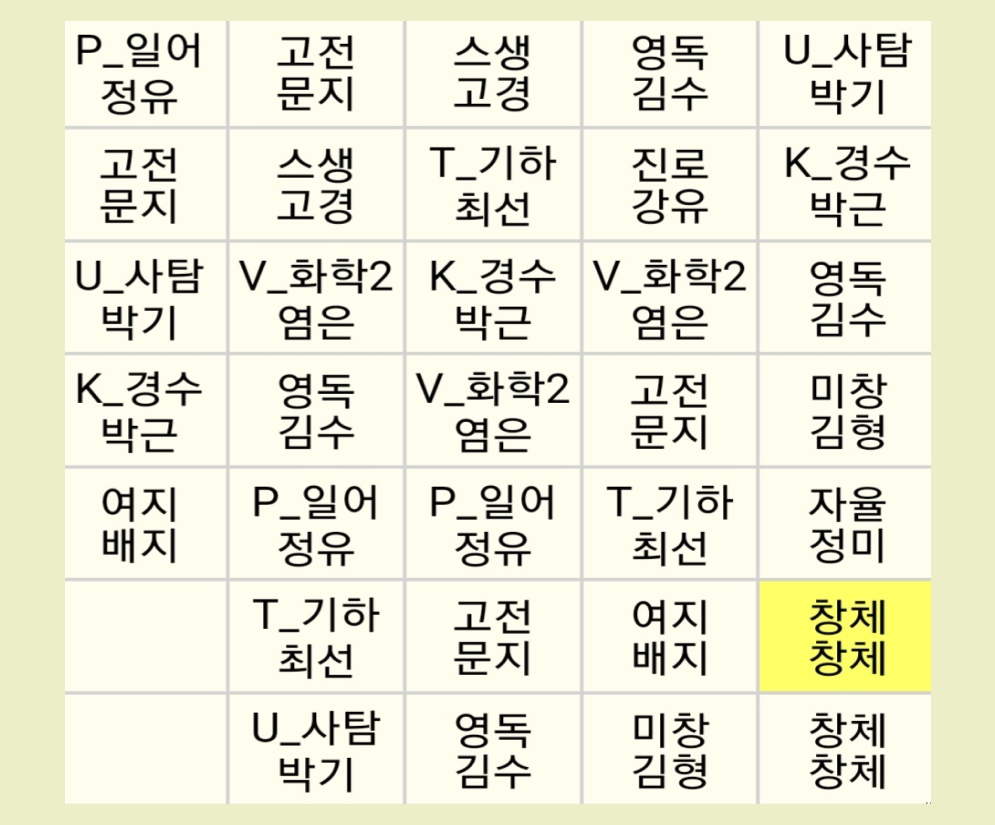 P_일어 고전 스생 영독 U_사탐
정유 문지 고경 김수 박기
고전 스생 T_기하 진로 K_경수
문지 고경 최선 강유 박근
U_사탐 V_화학2 K_경수 V_화학2 영독
박기 염은 박근 염은 김수
K_경수 영독 V_화학2 고전 미창
박근 김수 염은 문지 김형
여지 P_일어 P_일어 T_기하 자율
배지 정유 정유 최선 정미
T_기하 고전 여지 창체
최선 문지 배지 창체
U_사탐 영독 미창 창체
박기 김수 김형 창체